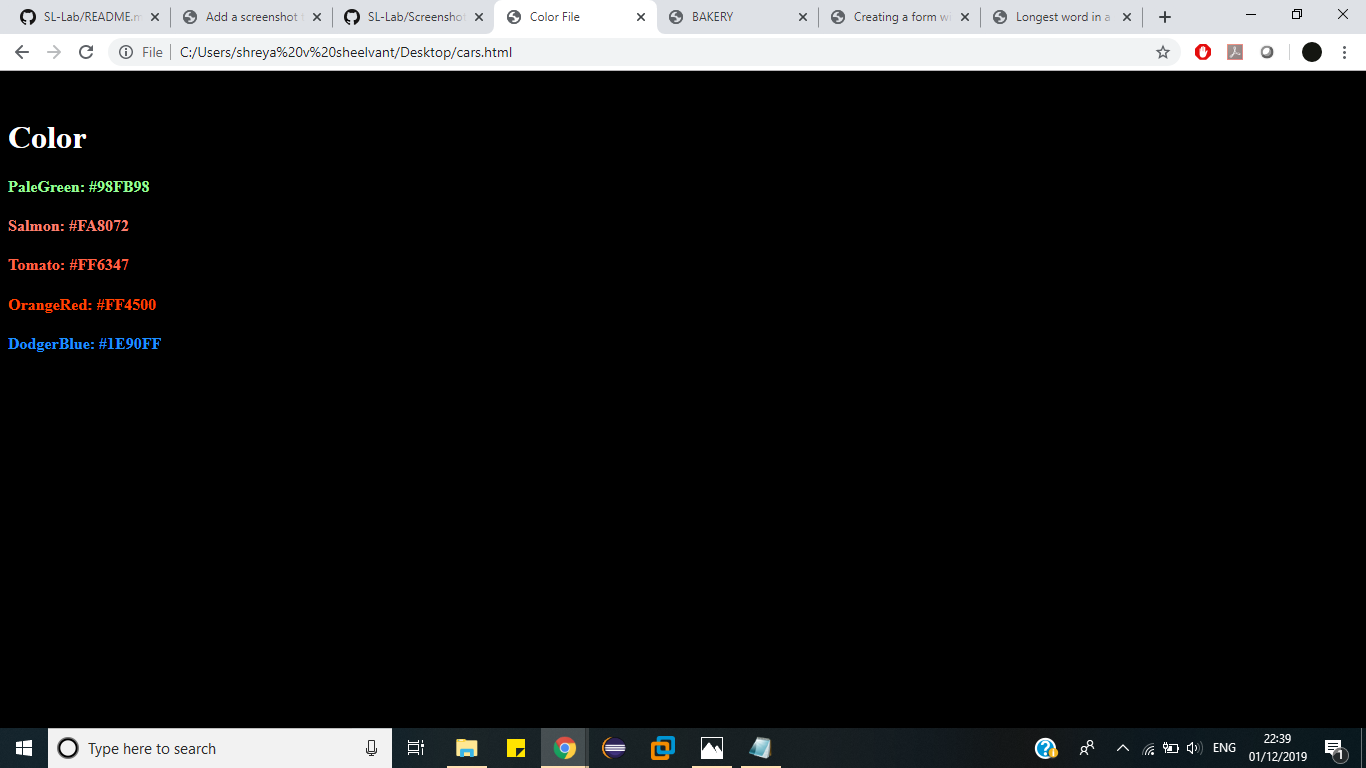 SL-Lab/README.m
Add a screenshot
SL-Lab/Screenshot
Color File
BAKERY
Creating a form w
Longest word in a
File
C:/Users/shreya%20v%20sheelvant/Desktop/cars.html
Color
PaleGreen: #98FB98
Salmon: #FA8072
Tomato: #FF6347
OrangeRed: #FF4500
DodgerBlue: #1E90FF
Type here to search
ENG
22:39
01/12/2019
1